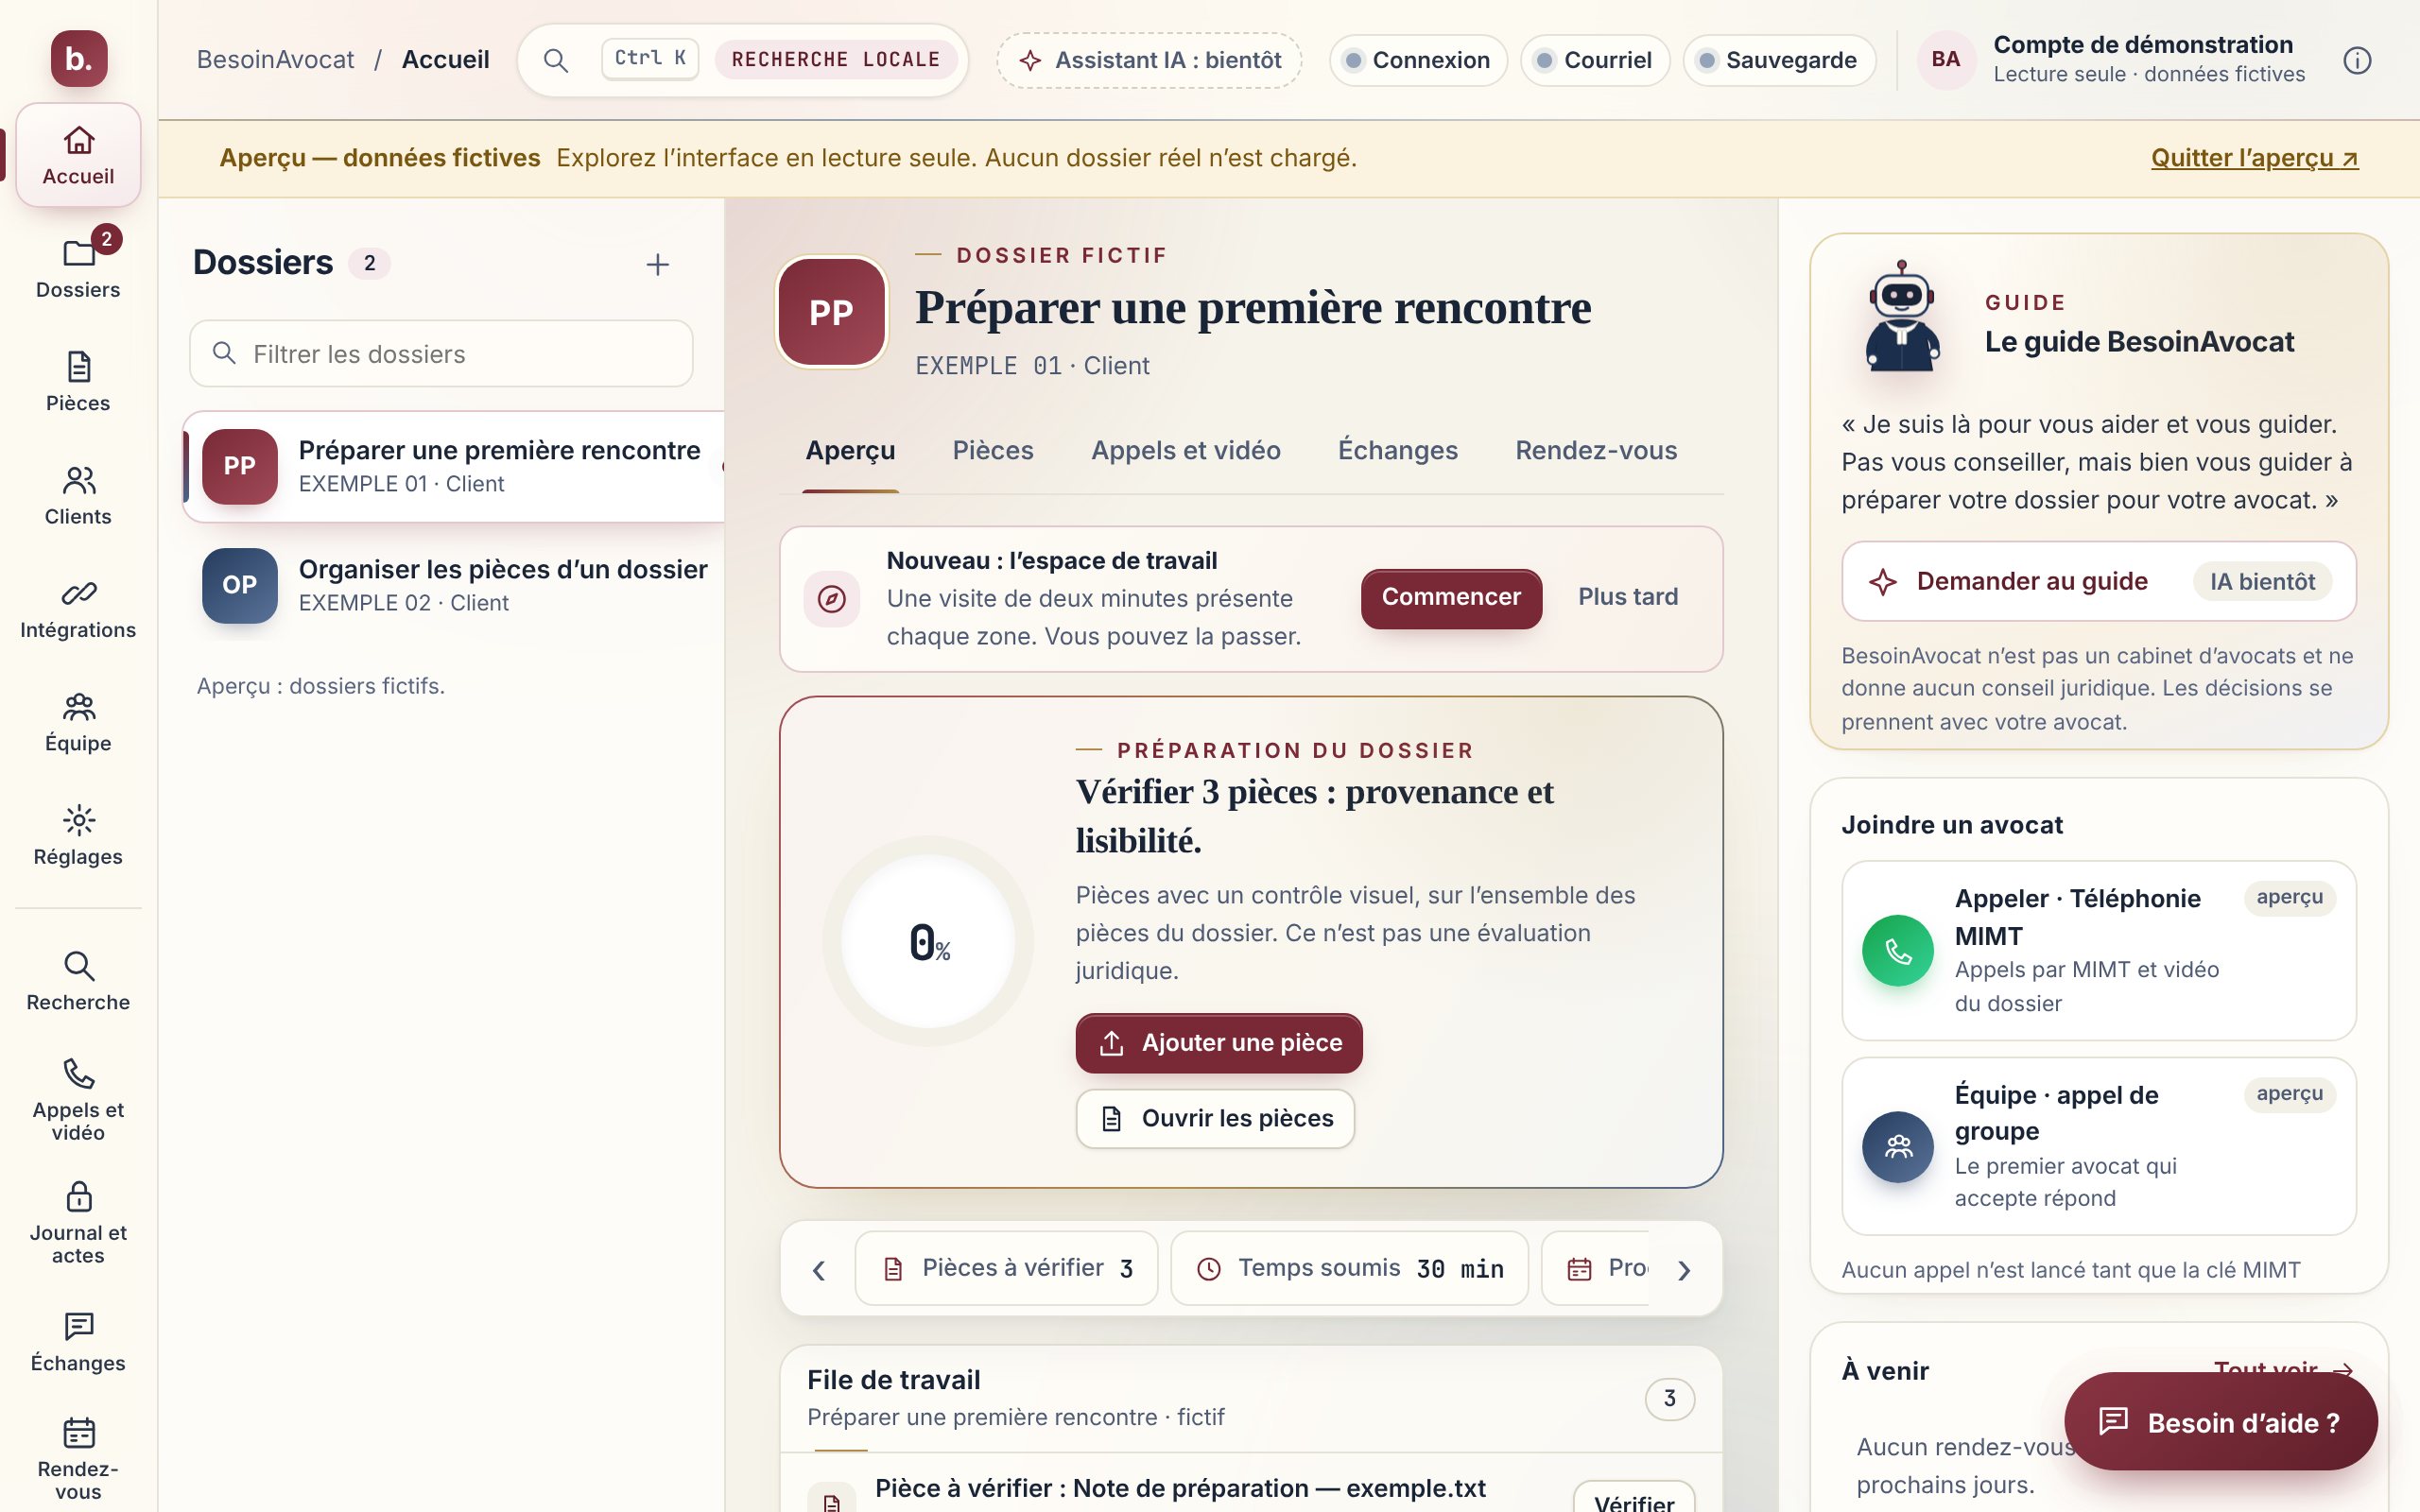 b.
BesoinAvocat / Accueil
Ctrl K
RECHERCHE LOCALE
Assistant IA : bientôt
Connexion
Courriel
Sauvegarde
BA
Compte de démonstration
Lecture seule · données fictives
Aperçu — données fictives Explorez l’interface en lecture seule. Aucun dossier réel n’est chargé.
Quitter l’aperçu ↗
Accueil
2
Dossiers
Pièces
Clients
Intégrations
Équipe
Réglages
Recherche
Appels et
vidéo
Journal et
actes
Échanges
Rendez-
vous
Dossiers 2
Filtrer les dossiers
PP
Préparer une première rencontre
EXEMPLE 01 · Client
OP
Organiser les pièces d’un dossier
EXEMPLE 02 · Client
Aperçu : dossiers fictifs.
PP
DOSSIER FICTIF
Préparer une première rencontre
EXEMPLE 01 · Client
Aperçu
Pièces
Appels et vidéo
Échanges
Rendez-vous
Nouveau : l’espace de travail
Une visite de deux minutes présente
chaque zone. Vous pouvez la passer.
Commencer
Plus tard
0%
PRÉPARATION DU DOSSIER
Vérifier 3 pièces : provenance et
lisibilité.
Pièces avec un contrôle visuel, sur l’ensemble des
pièces du dossier. Ce n’est pas une évaluation
juridique.
Ajouter une pièce
Ouvrir les pièces
‹
Pièces à vérifier 3
Temps soumis 30 min
›
File de travail
Préparer une première rencontre · fictif
3
Pièce à vérifier : Note de préparation — exemple.txt
Vérifier
GUIDE
Le guide BesoinAvocat
« Je suis là pour vous aider et vous guider.
Pas vous conseiller, mais bien vous guider à
préparer votre dossier pour votre avocat. »
Demander au guide
IA bientôt
BesoinAvocat n’est pas un cabinet d’avocats et ne
donne aucun conseil juridique. Les décisions se
prennent avec votre avocat.
Joindre un avocat
Appeler · Téléphonie
MIMT
aperçu
Appels par MIMT et vidéo
du dossier
Équipe · appel de
groupe
aperçu
Le premier avocat qui
accepte répond
Aucun appel n’est lancé tant que la clé MIMT
À venir
Tout voir →
Aucun rendez-vous
prochains jours.
Besoin d’aide ?